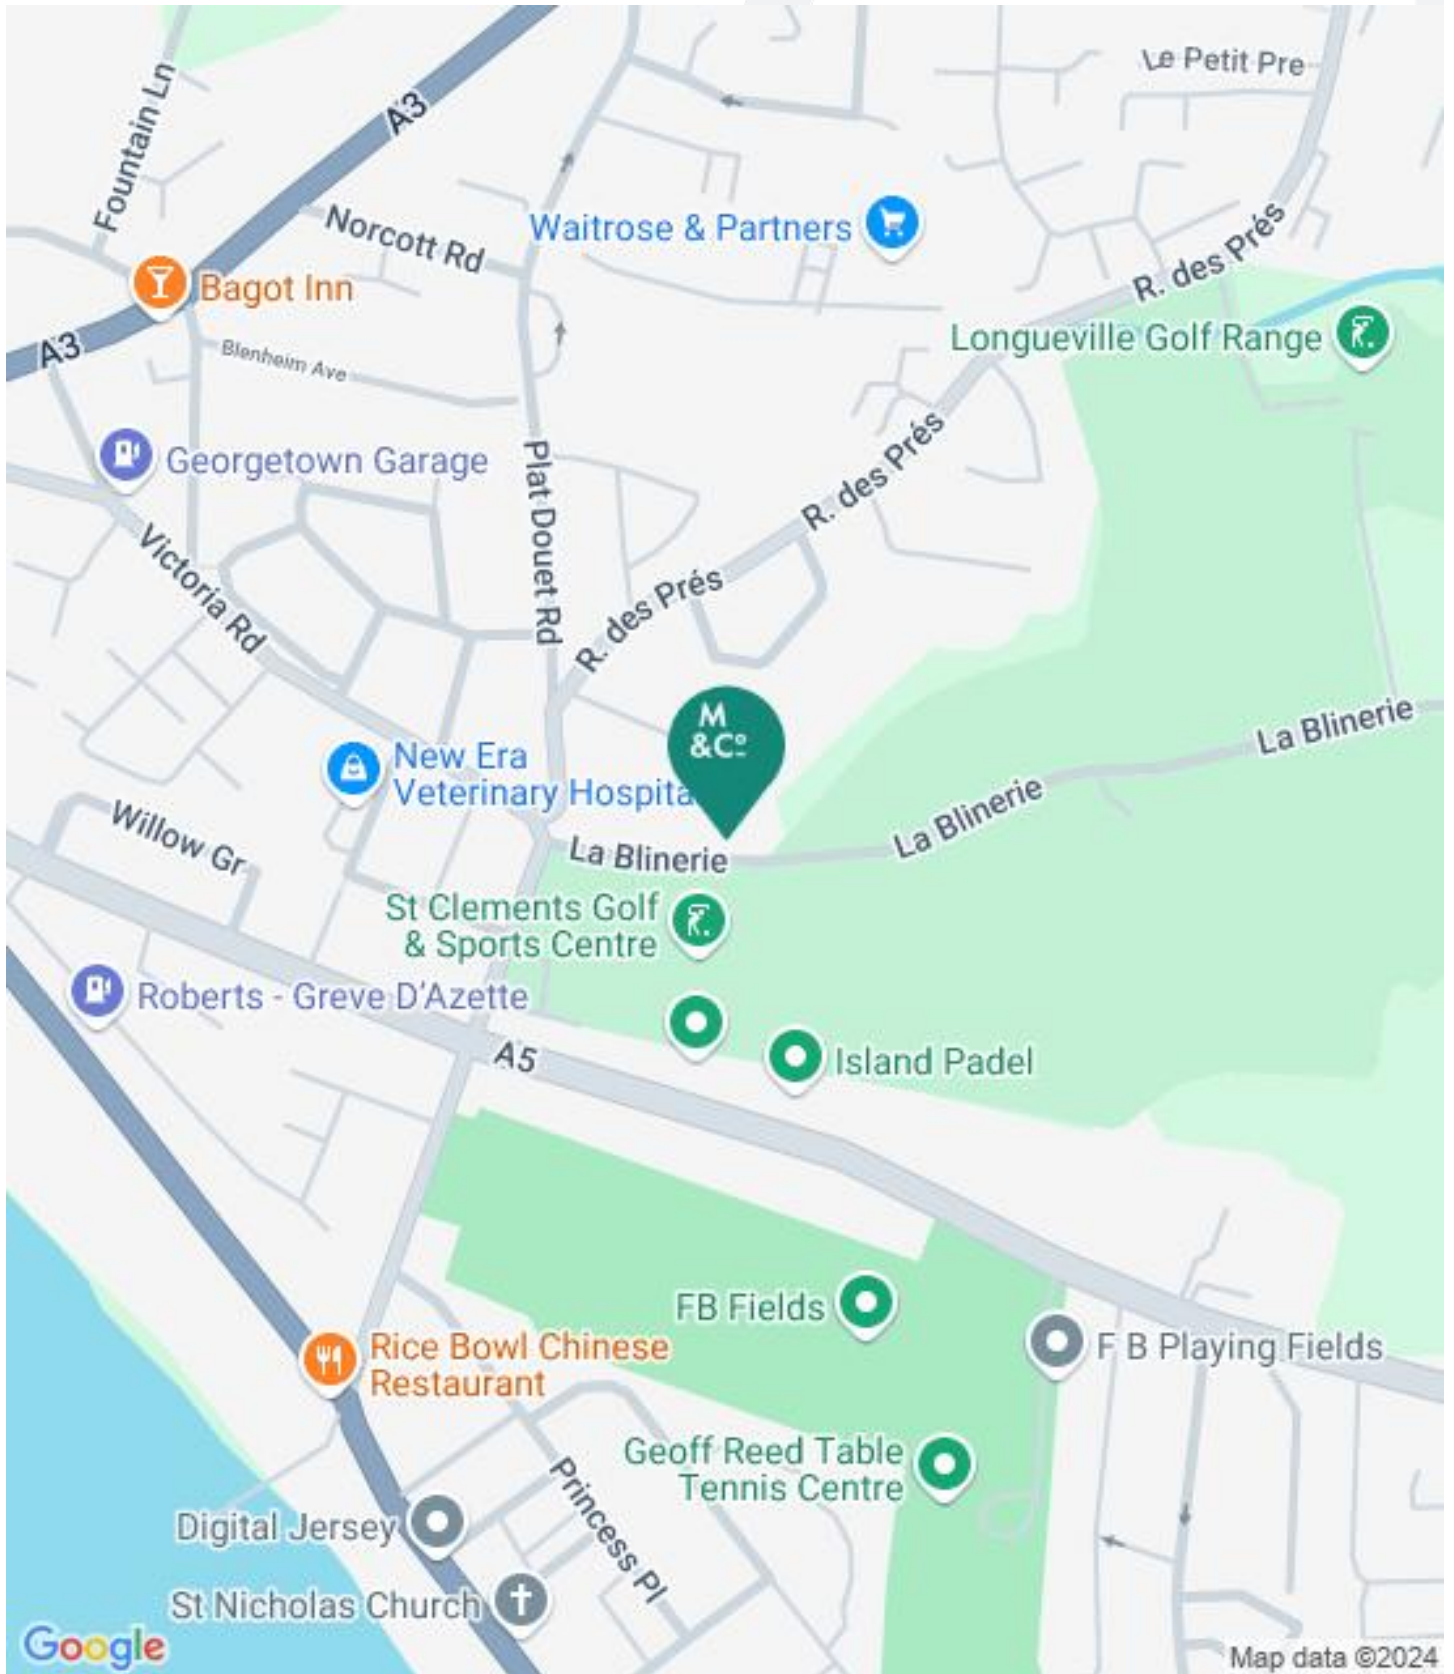 Le Petit Pre
A3
Fountain Ln
Norcott Rd
Waitrose & Partners
R. des Prés
Bagot Inn
Longueville Golf Range
A3
Blenheim Ave
R. des Prés
Georgetown Garage
Plat Douet Rd
Victoria Rd
R. des Prés
M
&Cº
La Blinerie
New Era
Veterinary Hospita
Willow Gr
La Blinerie
La Blinerie
St Clements Golf
& Sports Centre
Roberts - Greve D'Azette
A5
Island Padel
FB Fields
F B Playing Fields
Rice Bowl Chinese
Restaurant
Geoff Reed Table
Tennis Centre
Princess Pl
Digital Jersey
St Nicholas Church
Google
Map data ©2024